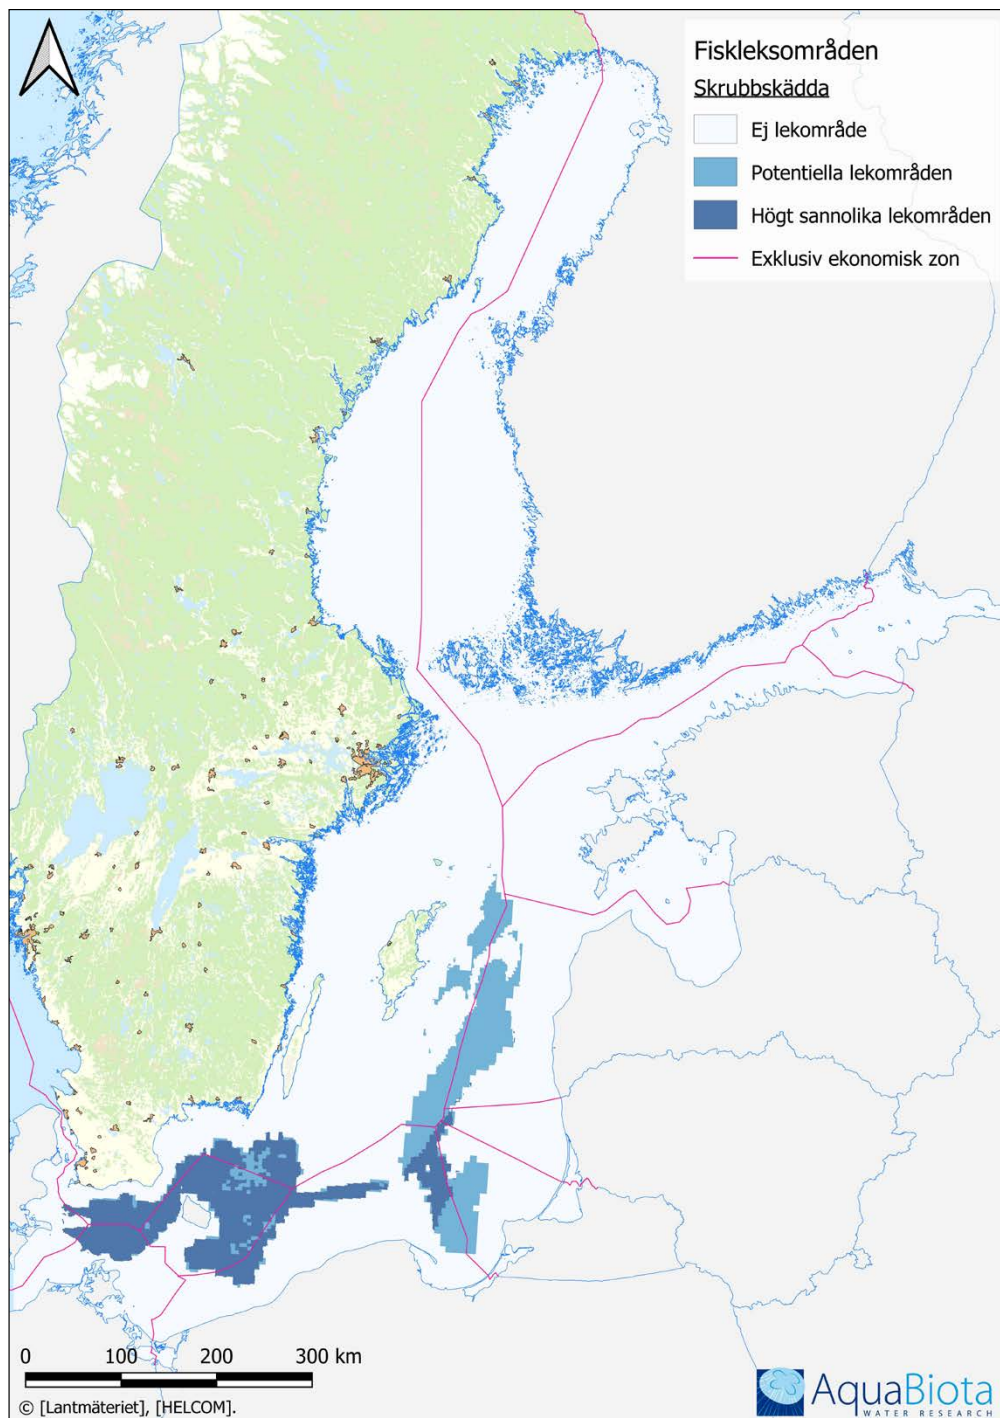 Fiskleksområden
Skrubbskädda
Ej lekområde
Potentiella lekområden
Högt sannolika lekområden
Exklusiv ekonomisk zon
0 100 200 300 km
© [Lantmäteriet], [HELCOM].
AquaBiota
WATER RESEARCH